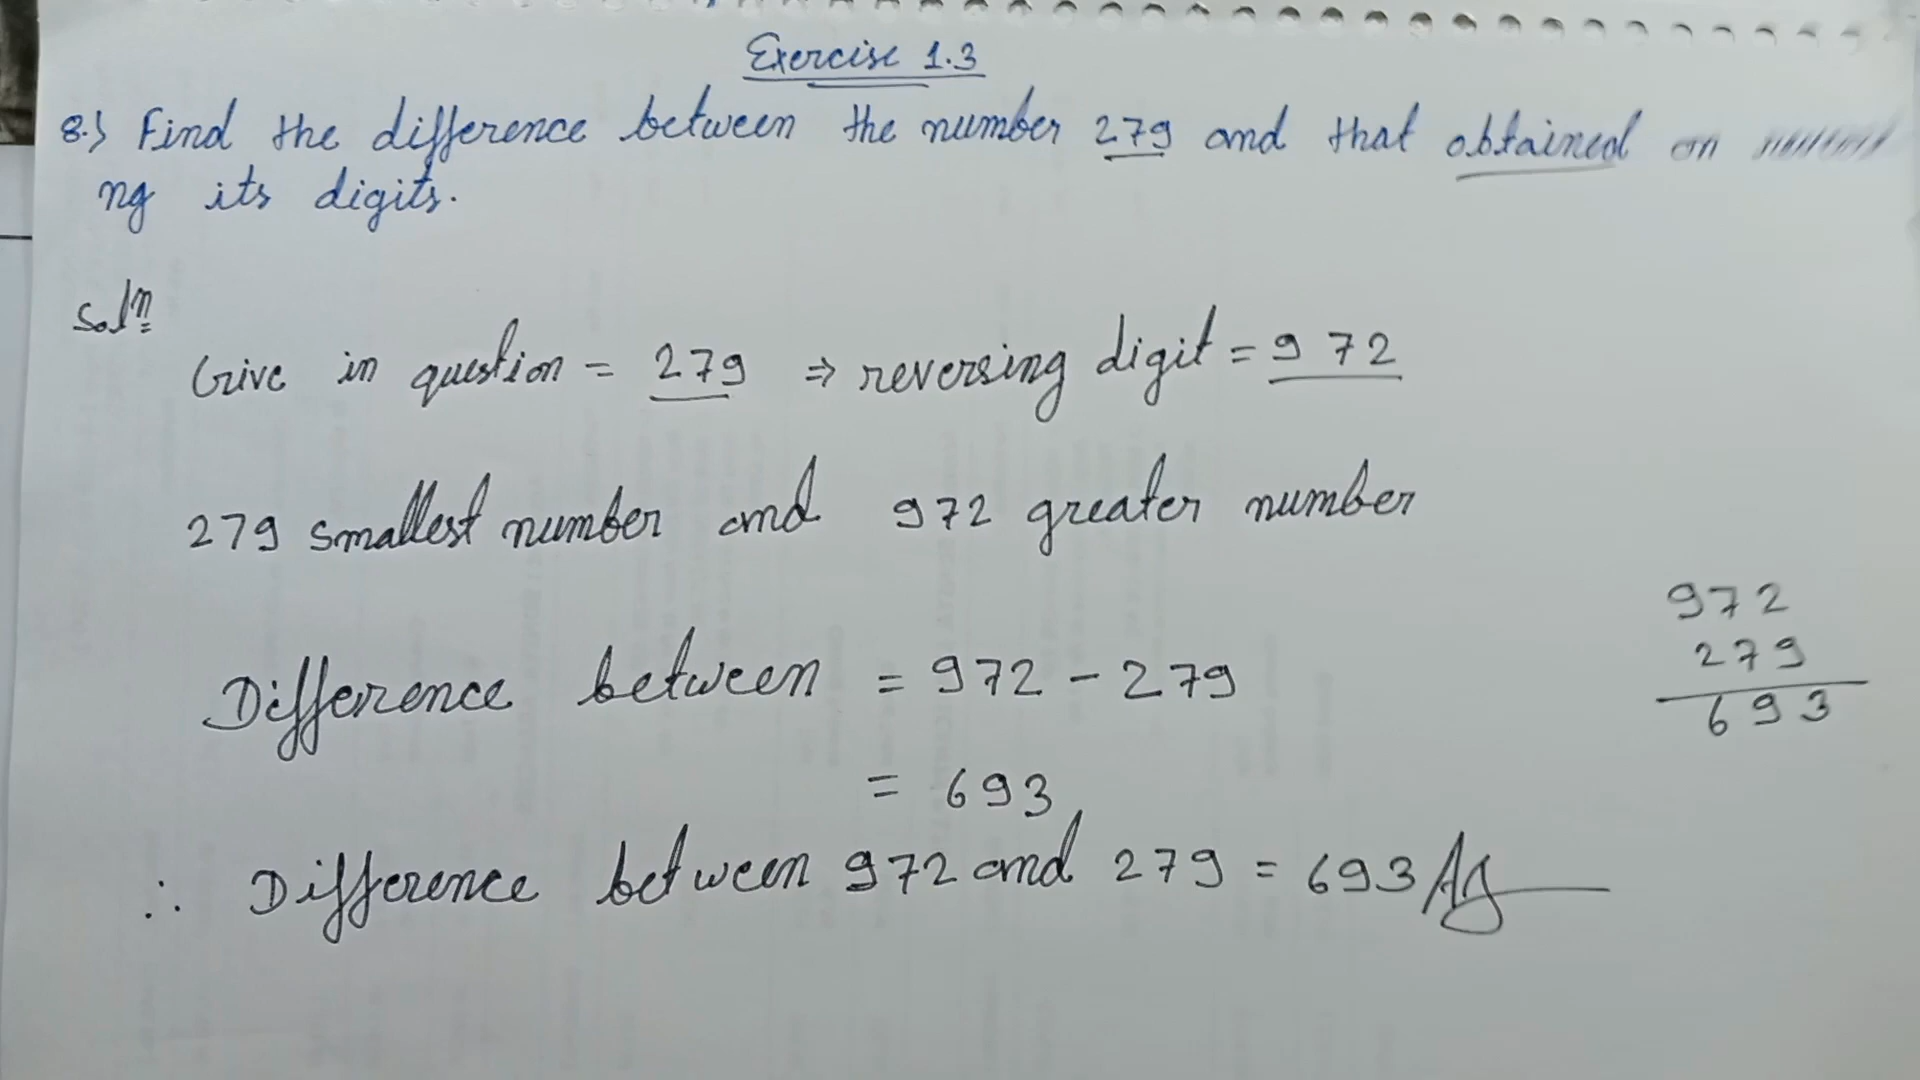 Exercise 1.3
8.) Find the difference between the number 279 and that obtained on
ng its digits.
Solⁿ
Give in question = 279 ⇒ reversing digit = 972
279 smallest number and 972 greater number
972
279
693
Difference between = 972 - 279
= 693
∴ Difference between 972 and 279 = 693